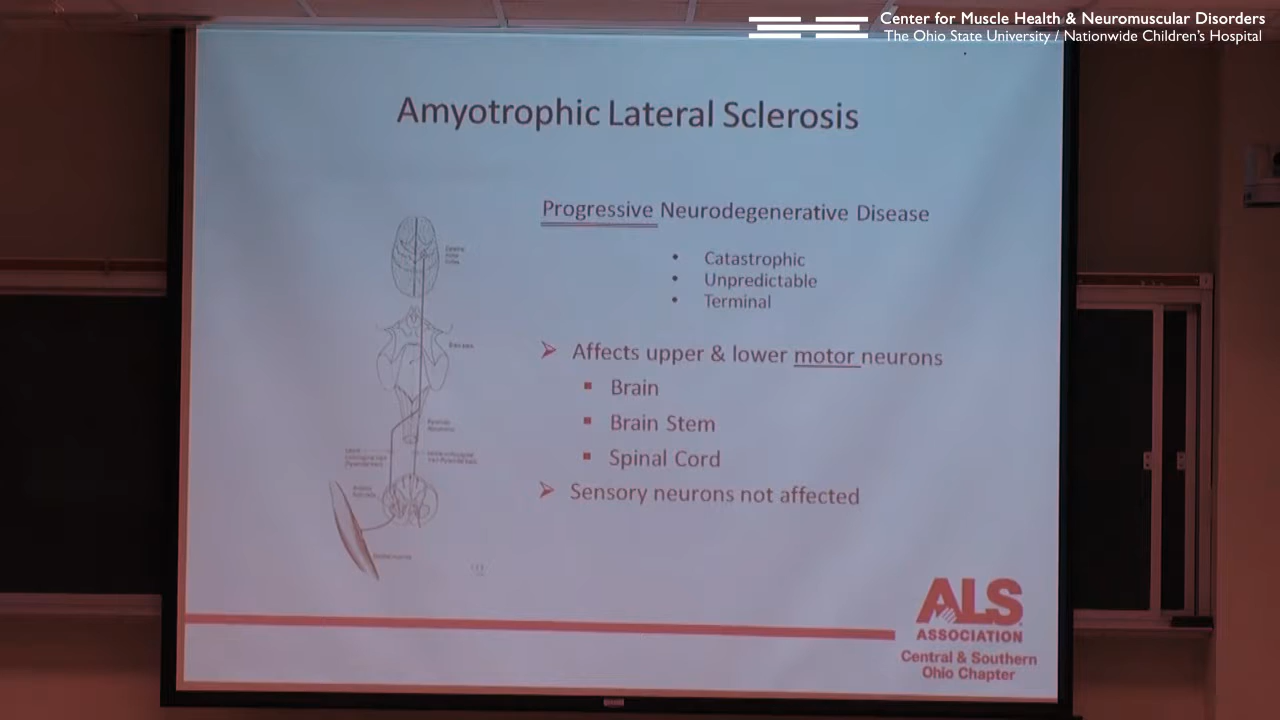 Center for Muscle Health & Neuromuscular Disorders
The Ohio State University / Nationwide Children's Hospital
Amyotrophic Lateral Sclerosis
Progressive Neurodegenerative Disease
• Catastrophic
• Unpredictable
• Terminal
Affects upper & lower motor neurons
Brain
Brain Stem
Spinal Cord
Sensory neurons not affected
ALS
ASSOCIATION
Central & Southern
Ohio Chapter